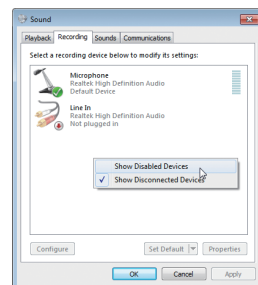 Sound
Playback Recording Sounds Communications
Select a recording device below to modify its settings:
Microphone
Realtek High Definition Audio
Default Device
Line In
Realtek High Definition Audio
Not plugged in
Show Disabled Devices
Show Disconnected Devices
Configure Set Default Properties
OK Cancel Apply